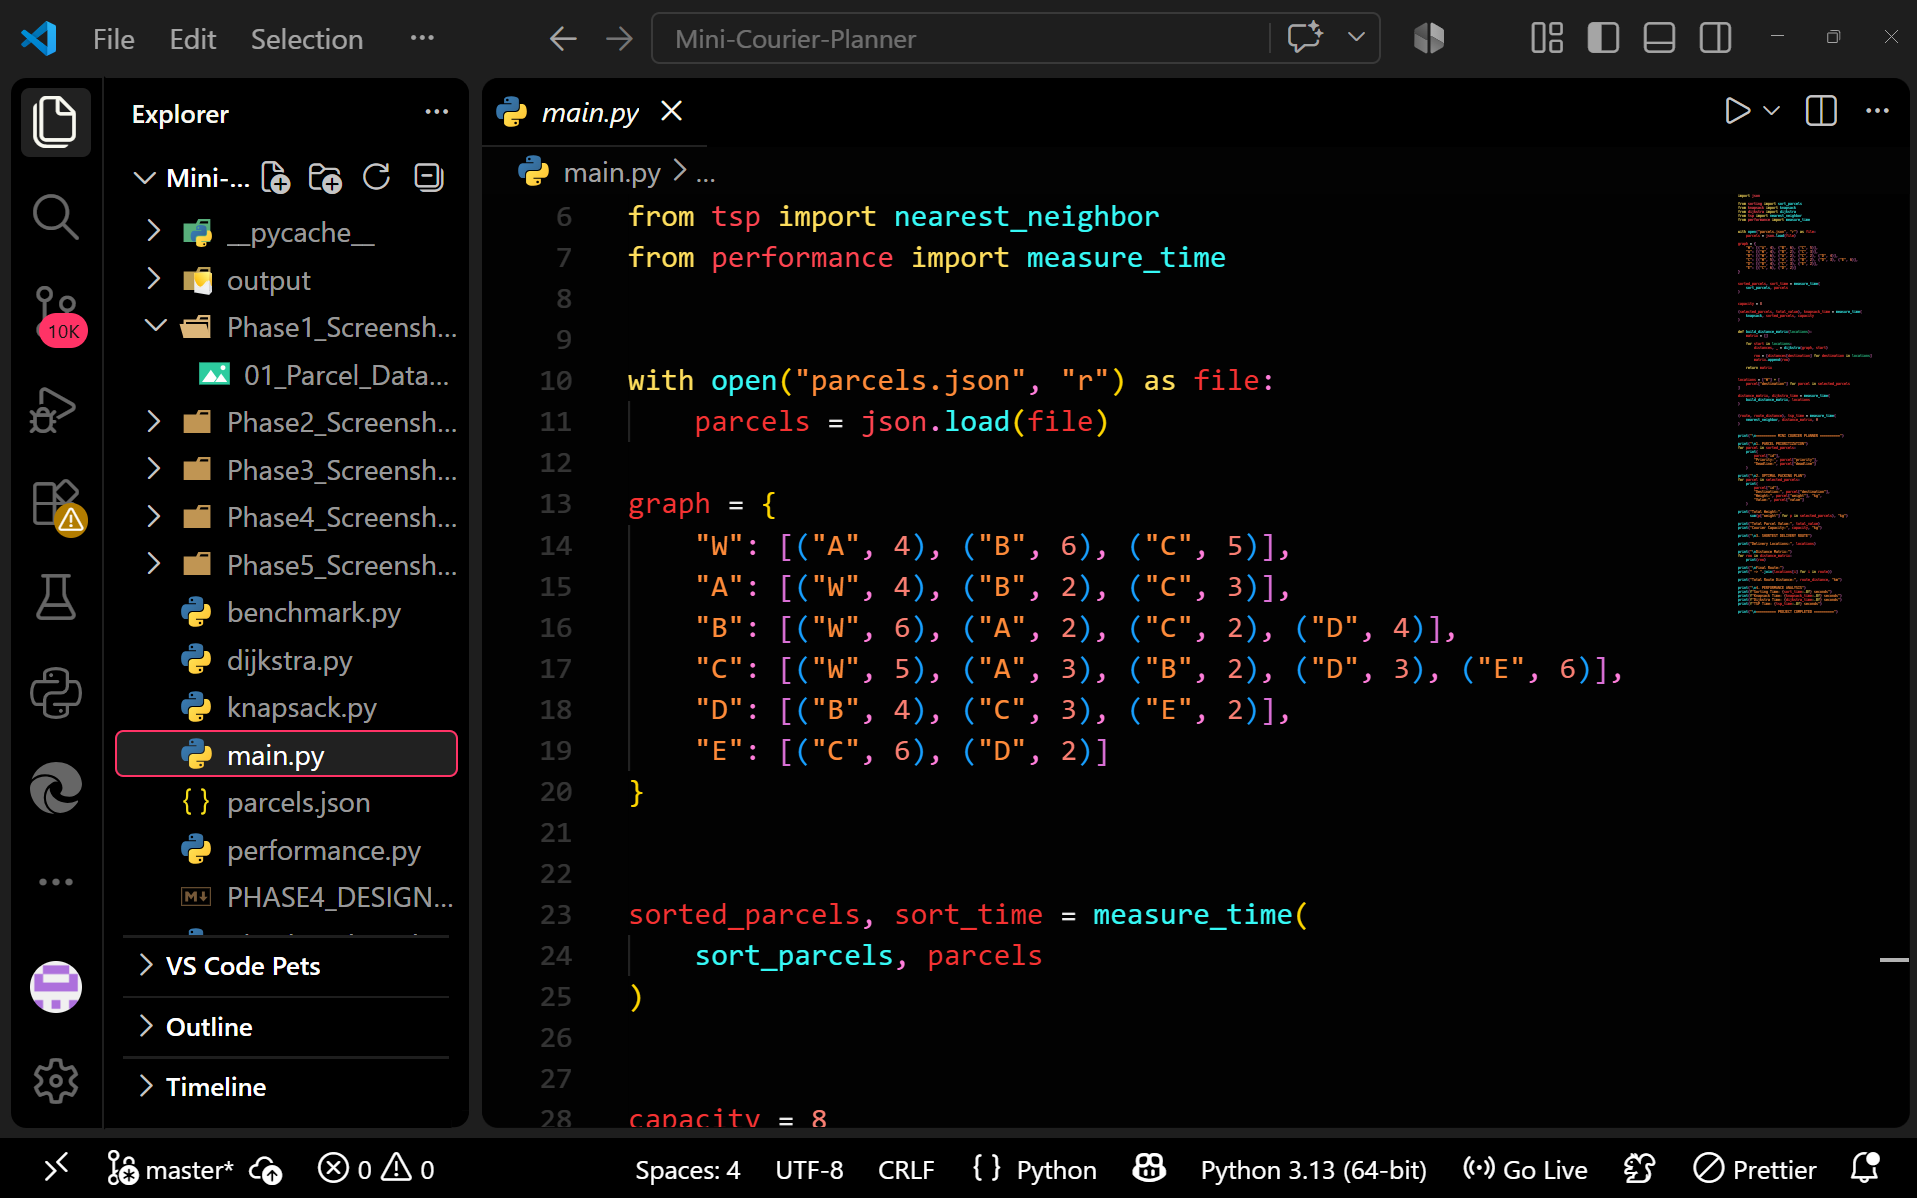 File Edit Selection ...
Mini-Courier-Planner
Explorer
Mini-...
__pycache__
output
Phase1_Screensh...
01_Parcel_Data...
Phase2_Screensh...
Phase3_Screensh...
Phase4_Screensh...
Phase5_Screensh...
benchmark.py
dijkstra.py
knapsack.py
main.py
parcels.json
performance.py
PHASE4_DESIGN...
VS Code Pets
Outline
Timeline
10K
main.py
main.py > ...
6 from tsp import nearest_neighbor
7 from performance import measure_time
8
9
10 with open("parcels.json", "r") as file:
11     parcels = json.load(file)
12
13 graph = {
14     "W": [("A", 4), ("B", 6), ("C", 5)],
15     "A": [("W", 4), ("B", 2), ("C", 3)],
16     "B": [("W", 6), ("A", 2), ("C", 2), ("D", 4)],
17     "C": [("W", 5), ("A", 3), ("B", 2), ("D", 3), ("E", 6)],
18     "D": [("B", 4), ("C", 3), ("E", 2)],
19     "E": [("C", 6), ("D", 2)]
20 }
21
22
23 sorted_parcels, sort_time = measure_time(
24     sort_parcels, parcels
25 )
26
27
28 capacity = 8
master* 0 0 Spaces: 4 UTF-8 CRLF {} Python Python 3.13 (64-bit) Go Live Prettier